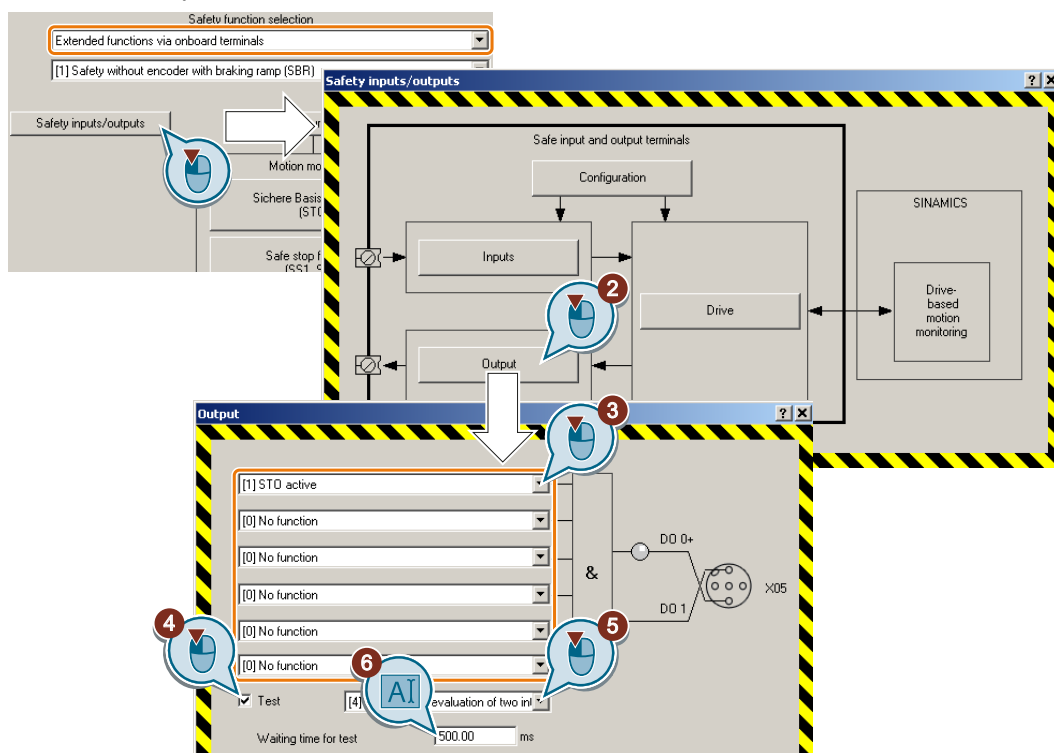 Safety function selection
Extended functions via onboard terminals
[1] Safety without encoder with braking ramp (SBR)
Safety inputs/outputs
Safety inputs/outputs
Motion mo
Sichere Basis
(STO
Safe stop f
(SS1, S
Safe input and output terminals
Configuration
Inputs
2
Drive
Output
SINAMICS
Drive-
based
motion
monitoring
Output
3
[1] STO active
[0] No function
[0] No function
[0] No function
[0] No function
[0] No function
&
DO 0+
DO 1
X05
4
5
6
AI
Test
[4]
evaluation of two in
Waiting time for test
500.00
ms